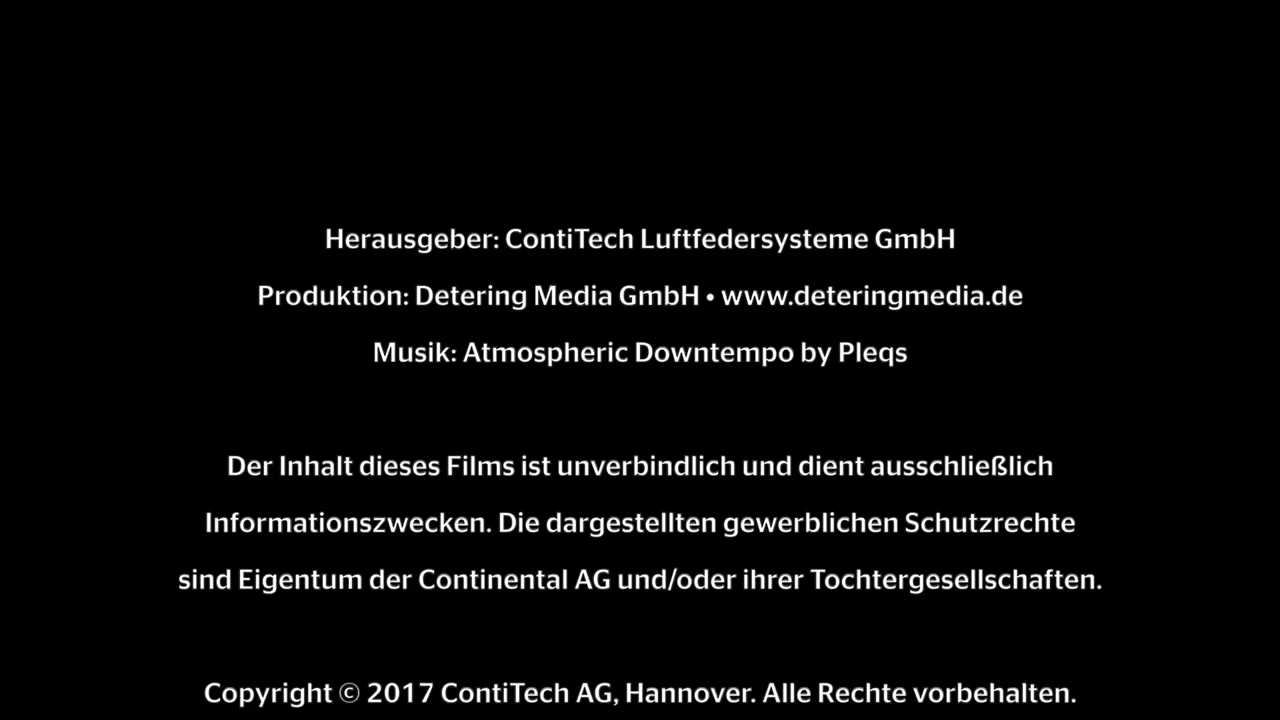 Herausgeber: ContiTech Luftfedersysteme GmbH
Produktion: Detering Media GmbH • www.deteringmedia.de
Musik: Atmospheric Downtempo by Pleqs
Der Inhalt dieses Films ist unverbindlich und dient ausschließlich
Informationszwecken. Die dargestellten gewerblichen Schutzrechte
sind Eigentum der Continental AG und/oder ihrer Tochtergesellschaften.
Copyright © 2017 ContiTech AG, Hannover. Alle Rechte vorbehalten.